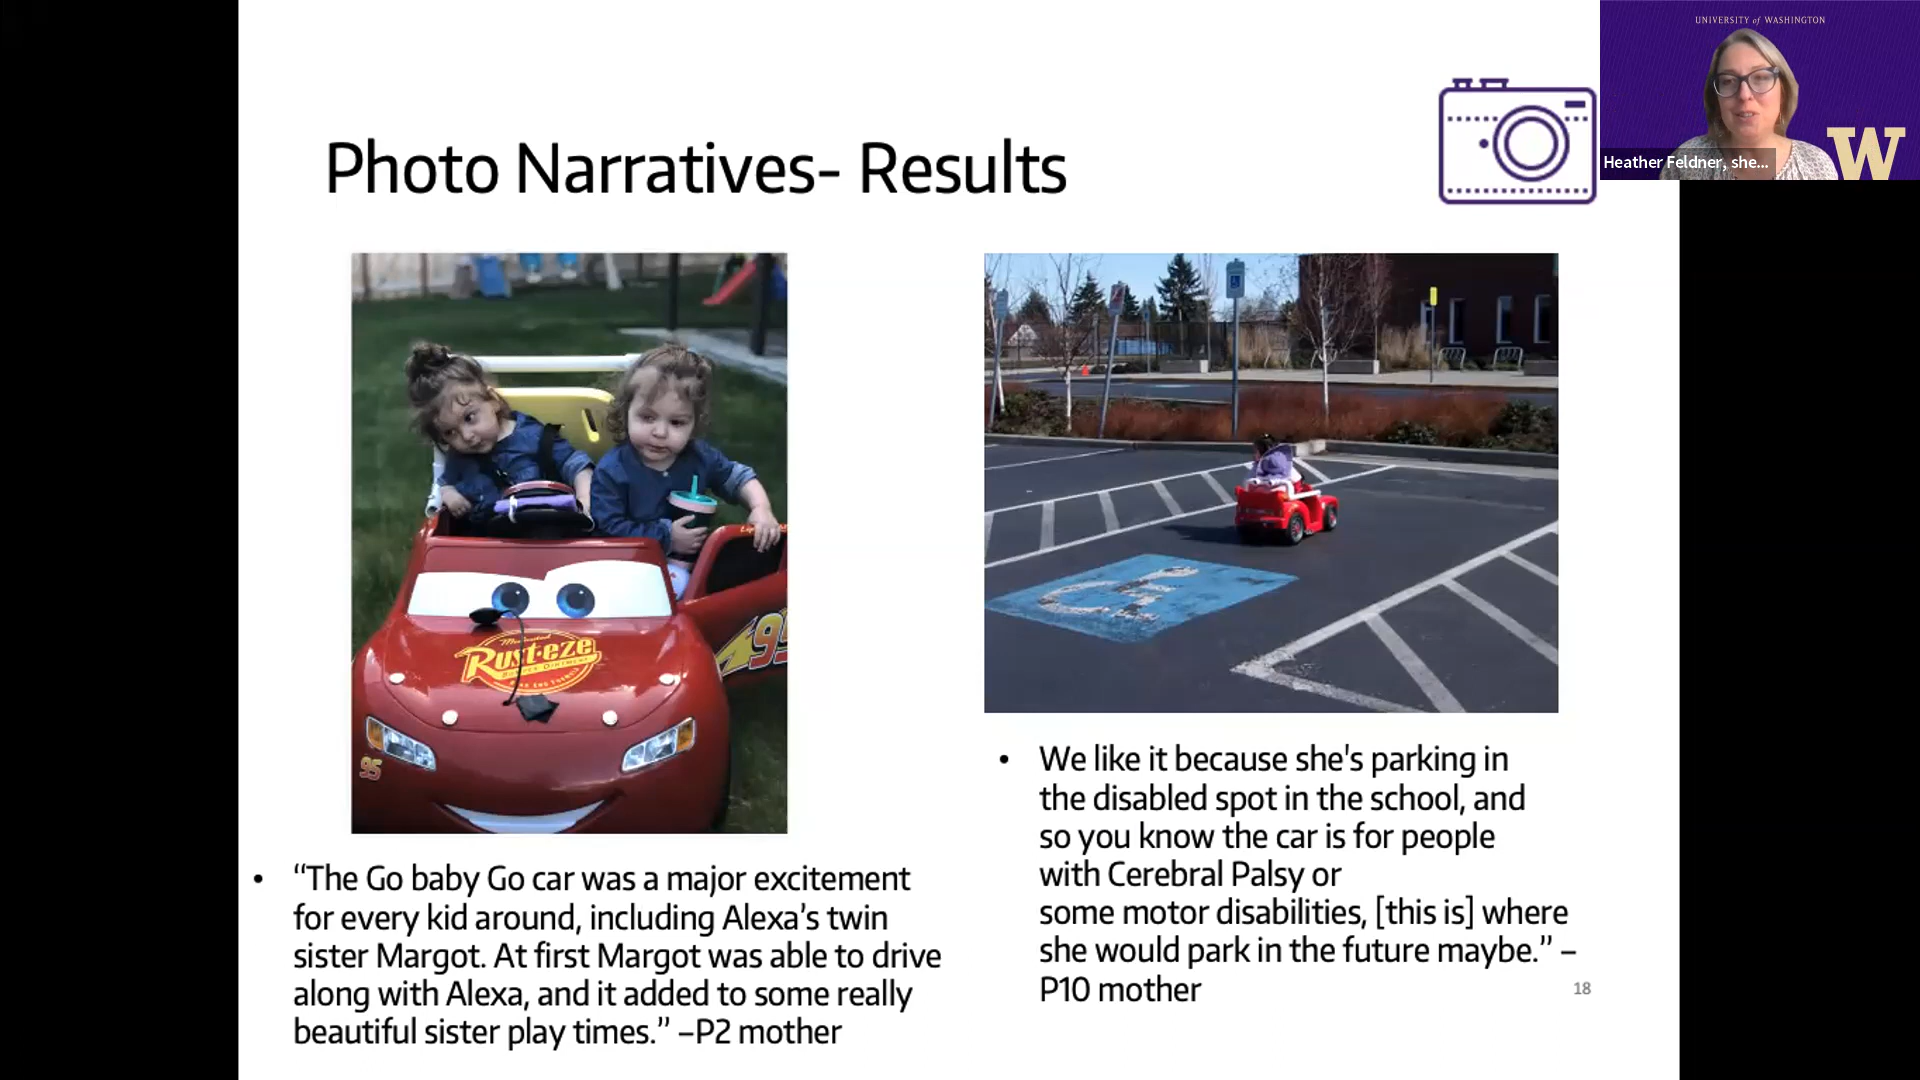 UNIVERSITY of WASHINGTON
W
Heather Feldner, she...
Photo Narratives- Results
Rust-eze
95
95
• “The Go baby Go car was a major excitement
for every kid around, including Alexa’s twin
sister Margot. At first Margot was able to drive
along with Alexa, and it added to some really
beautiful sister play times.” –P2 mother
• We like it because she's parking in
the disabled spot in the school, and
so you know the car is for people
with Cerebral Palsy or
some motor disabilities, [this is] where
she would park in the future maybe.” –
P10 mother
18